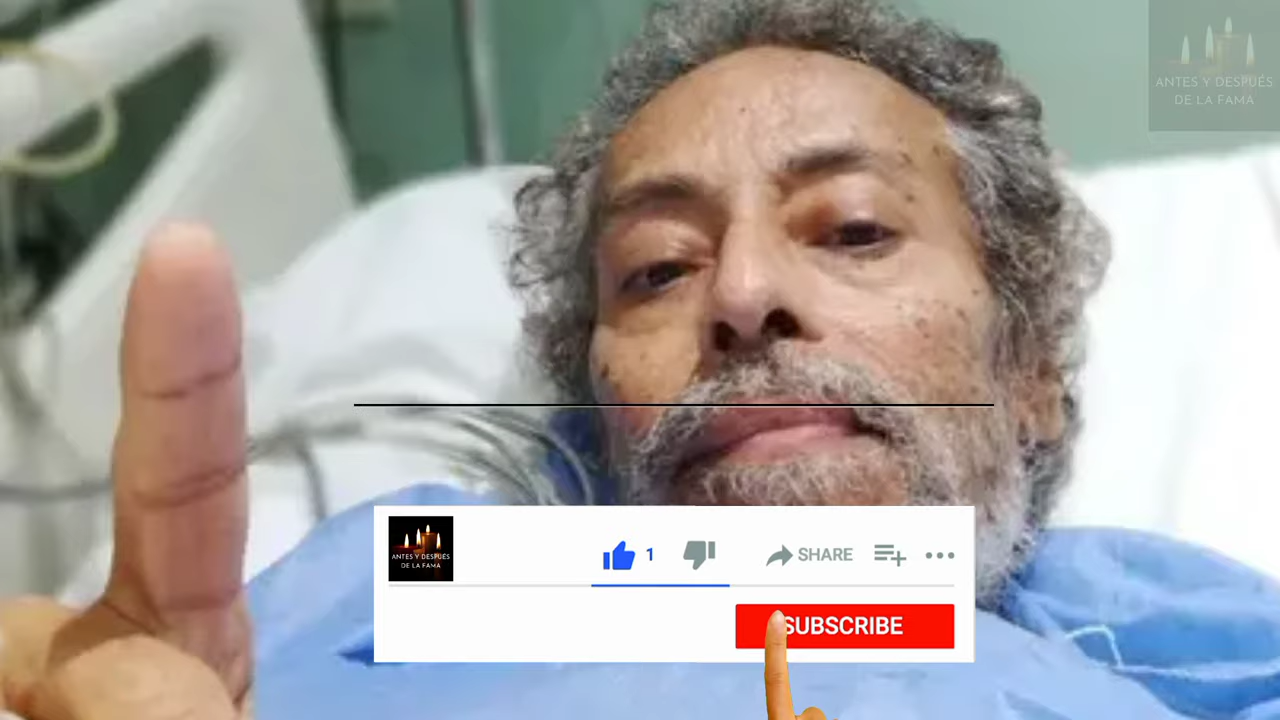 ANTES Y DESPUÉS
DE LA FAMA
ANTES Y DESPUÉS
DE LA FAMA
1
SHARE
SUBSCRIBE